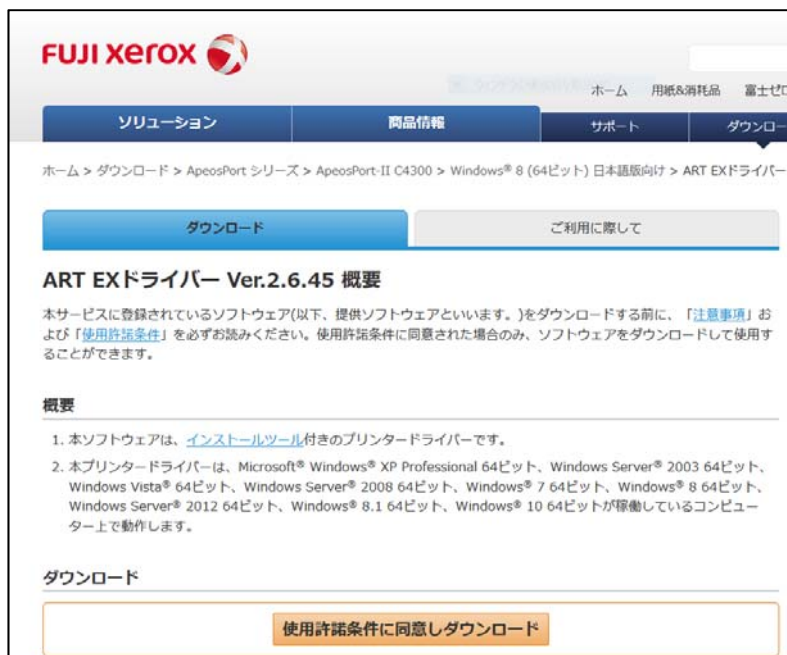 FUJI xerox
ホーム 用紙&消耗品 富士ゼロ
ソリューション 商品情報 サポート ダウンロー
ホーム > ダウンロード > ApeosPort シリーズ > ApeosPort-II C4300 > Windows® 8 (64ビット) 日本語版向け > ART EXドライバー
ダウンロード ご利用に際して
ART EXドライバー Ver.2.6.45 概要
本サービスに登録されているソフトウェア(以下、提供ソフトウェアといいます。)をダウンロードする前に、「注意事項」お
よび「使用許諾条件」を必ずお読みください。使用許諾条件に同意された場合のみ、ソフトウェアをダウンロードして使用す
ることができます。
概要
1. 本ソフトウェアは、インストールツール付きのプリンタードライバーです。
2. 本プリンタードライバーは、Microsoft® Windows® XP Professional 64ビット、Windows Server® 2003 64ビット、
Windows Vista® 64ビット、Windows Server® 2008 64ビット、Windows® 7 64ビット、Windows® 8 64ビット、
Windows Server® 2012 64ビット、Windows® 8.1 64ビット、Windows® 10 64ビットが稼働しているコンピュー
ター上で動作します。
ダウンロード
使用許諾条件に同意しダウンロード